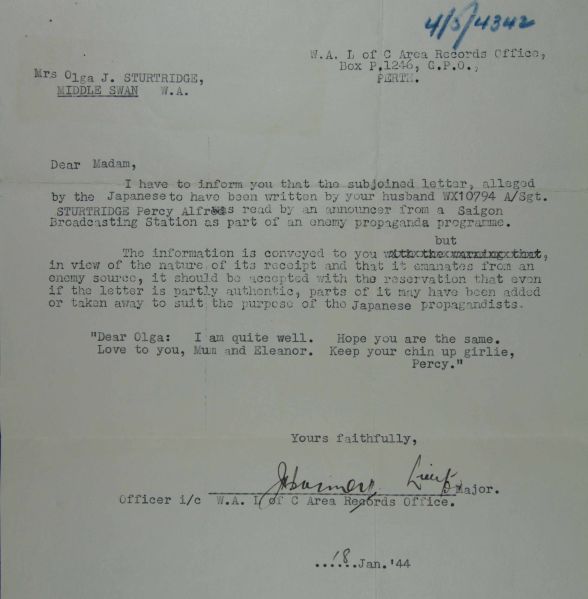 4/5/4342
W.A. L of C Area Records Office,
Box P.1246, G.P.O.,
PERTH.
Mrs Olga J. STURTRIDGE,
MIDDLE SWAN W.A.
Dear Madam,
I have to inform you that the subjoined letter, alleged
by the Japanese to have been written by your husband WX10794 A/Sgt.
STURTRIDGE Percy Alfred was read by an announcer from a Saigon
Broadcasting Station as part of an enemy propaganda programme.
but
The information is conveyed to you with the warning that,
in view of the nature of its receipt and that it emanates from an
enemy source, it should be accepted with the reservation that even
if the letter is partly authentic, parts of it may have been added
or taken away to suit the purpose of the Japanese propagandists.
"Dear Olga: I am quite well. Hope you are the same.
Love to you, Mum and Eleanor. Keep your chin up girlie,
Percy."
Yours faithfully,
Lieut
Major.
Officer i/c W.A. L of C Area Records Office.
18 Jan.'44